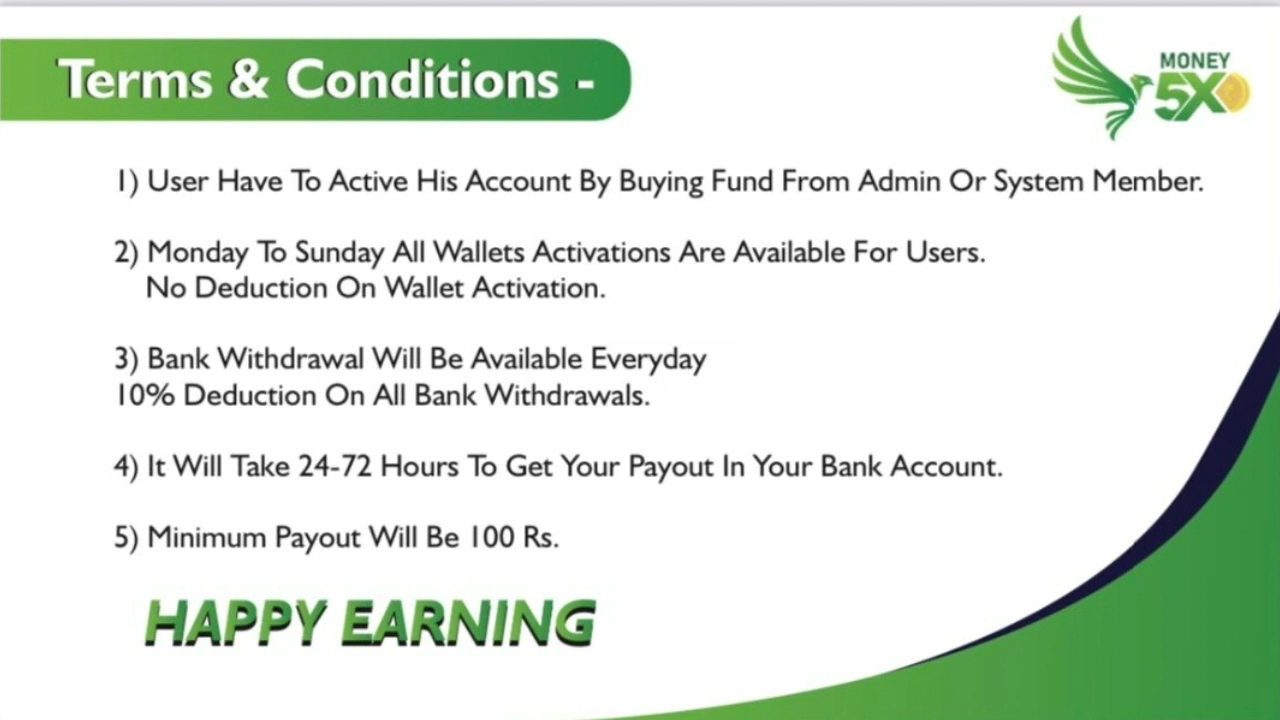 Terms & Conditions -
MONEY
5X
1) User Have To Active His Account By Buying Fund From Admin Or System Member.
2) Monday To Sunday All Wallets Activations Are Available For Users.
No Deduction On Wallet Activation.
3) Bank Withdrawal Will Be Available Everyday
10% Deduction On All Bank Withdrawals.
4) It Will Take 24-72 Hours To Get Your Payout In Your Bank Account.
5) Minimum Payout Will Be 100 Rs.
HAPPY EARNING